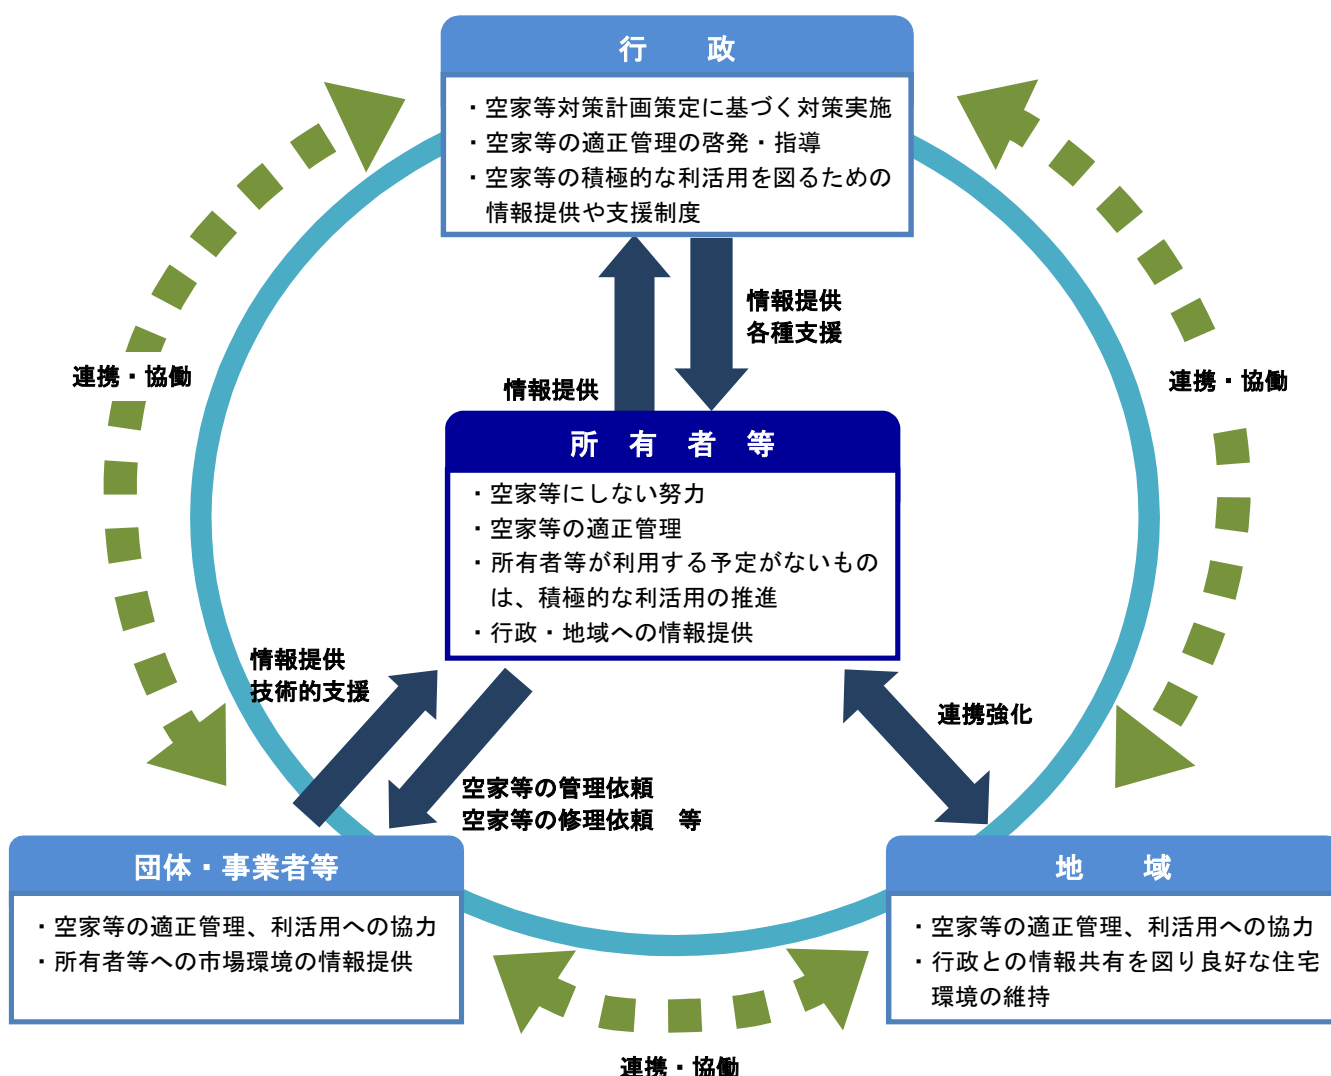 行　政
・空家等対策計画策定に基づく対策実施
・空家等の適正管理の啓発・指導
・空家等の積極的な利活用を図るための
情報提供や支援制度
情報提供
各種支援
情報提供
連携・協働
連携・協働
所 有 者 等
・空家等にしない努力
・空家等の適正管理
・所有者等が利用する予定がないもの
は、積極的な利活用の推進
・行政・地域への情報提供
情報提供
技術的支援
連携強化
空家等の管理依頼
空家等の修理依頼　等
団体・事業者等
・空家等の適正管理、利活用への協力
・所有者等への市場環境の情報提供
地　域
・空家等の適正管理、利活用への協力
・行政との情報共有を図り良好な住宅
環境の維持
連携・協働